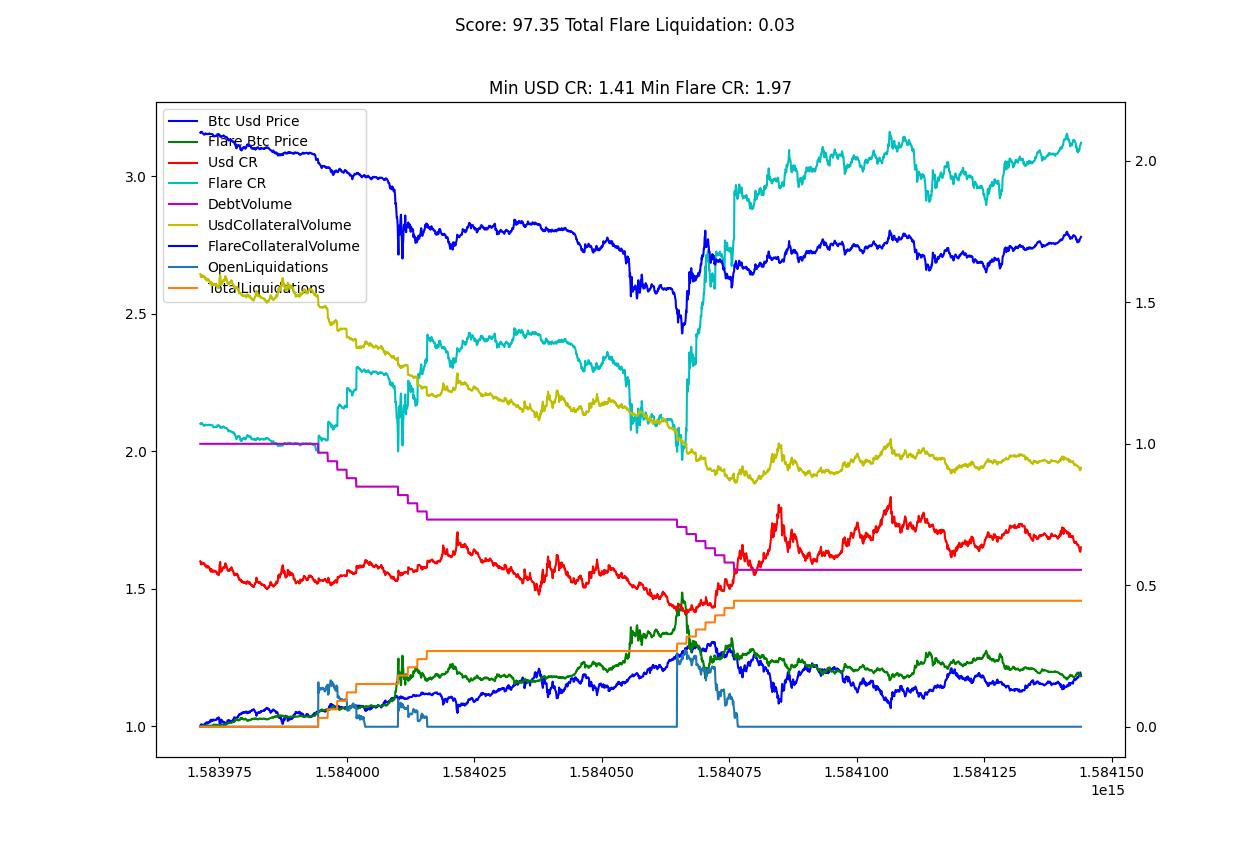 Score: 97.35 Total Flare Liquidation: 0.03
Min USD CR: 1.41 Min Flare CR: 1.97
Btc Usd Price
Flare Btc Price
Usd CR
Flare CR
DebtVolume
UsdCollateralVolume
FlareCollateralVolume
OpenLiquidations
TotalLiquidations
3.0
2.5
2.0
1.5
1.0
2.0
1.5
1.0
0.5
0.0
1.583975 1.584000 1.584025 1.584050 1.584075 1.584100 1.584125 1.584150
1e15